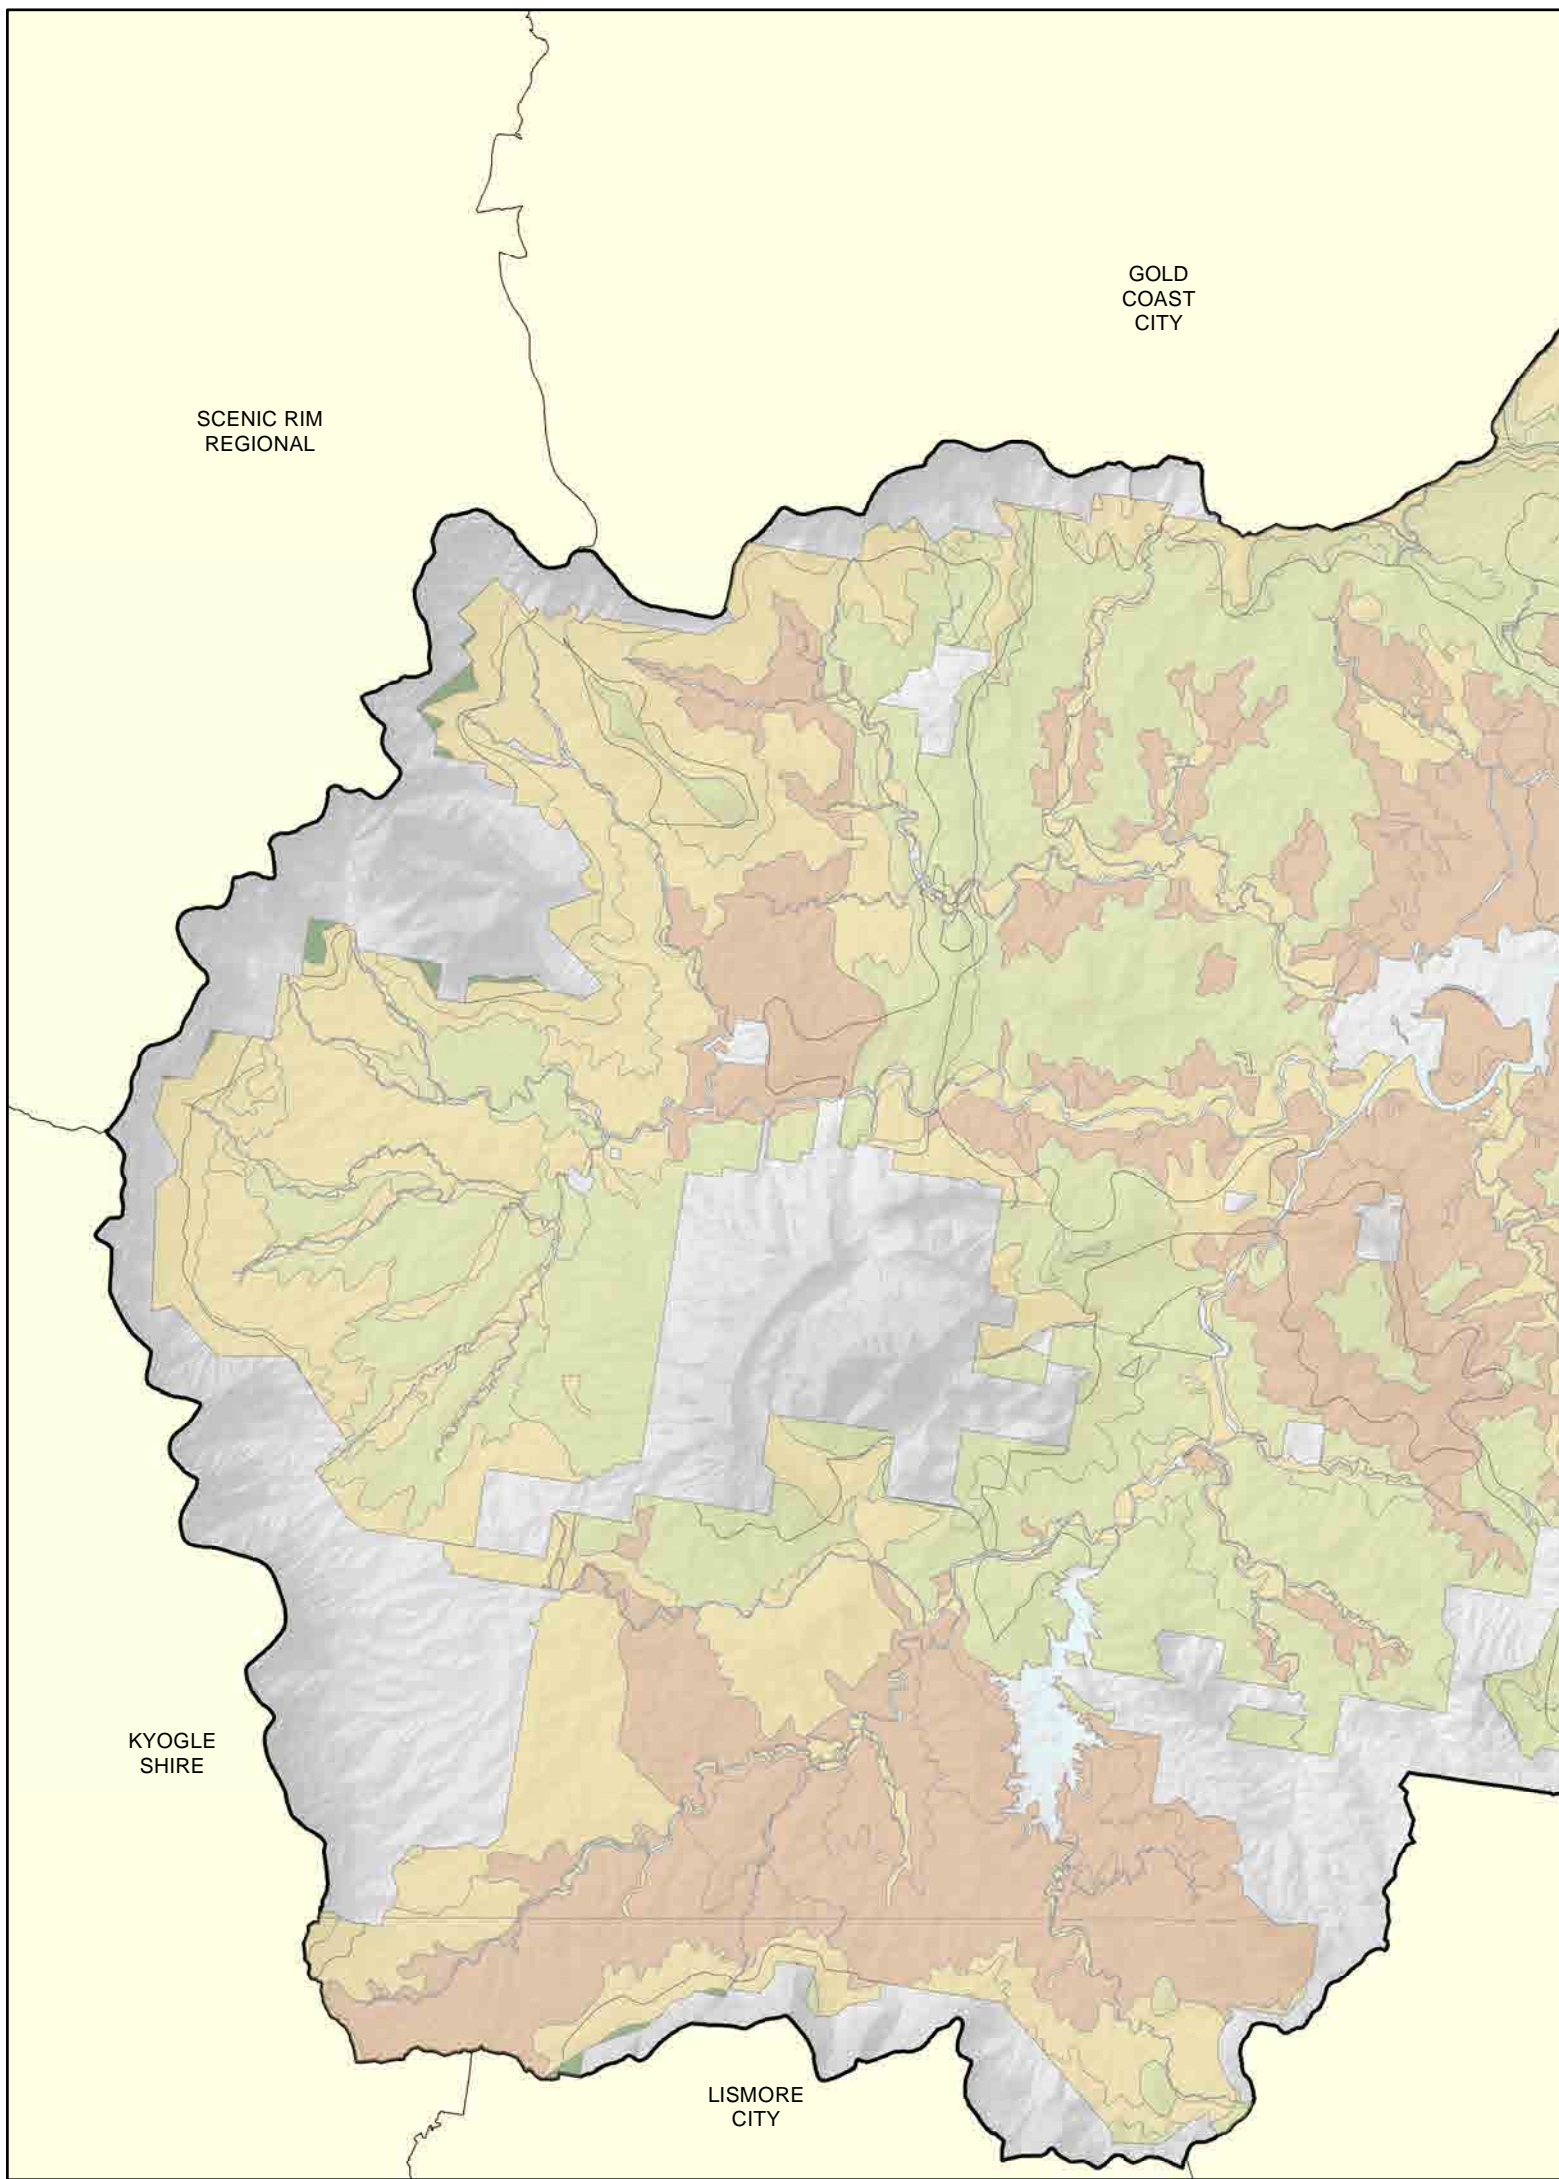 GOLD
COAST
CITY
SCENIC RIM
REGIONAL
KYOGLE
SHIRE
LISMORE
CITY